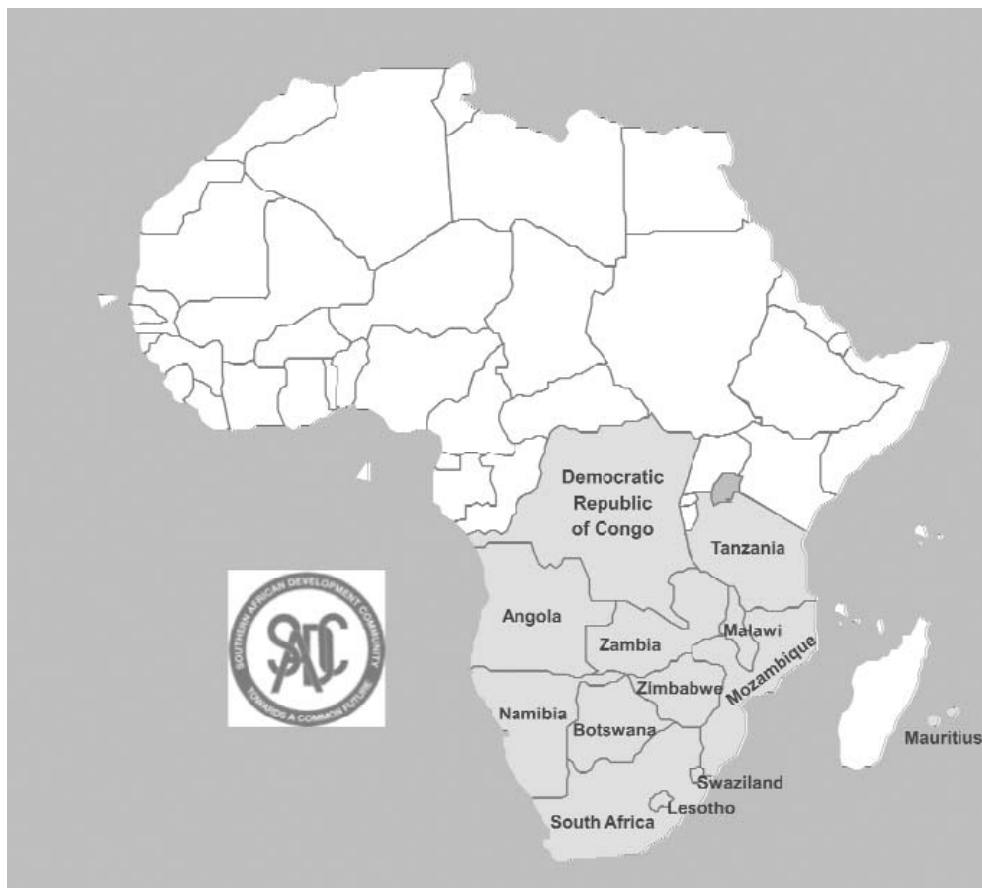 Democratic
Republic
of Congo
Tanzania
Angola
Malawi
Zambia
Mozambique
Zimbabwe
Namibia
Botswana
Mauritius
Swaziland
Lesotho
South Africa
SOUTHERN AFRICAN DEVELOPMENT COMMUNITY
SADC
TOWARDS A COMMON FUTURE